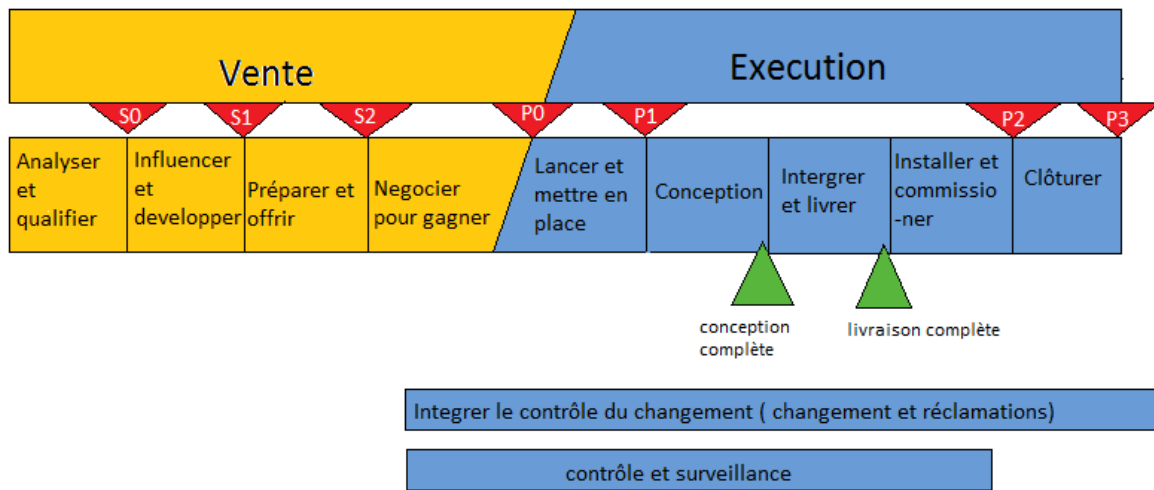 Vente
Execution
S0
S1
S2
P0
P1
P2
P3
Analyser
et
qualifier
Influencer
et
developper
Préparer et
offrir
Negocier
pour gagner
Lancer et
mettre en
place
Conception
Intergrer
et livrer
Installer et
commissio
-ner
Clôturer
conception
complète
livraison complète
Integrer le contrôle du changement ( changement et réclamations)
contrôle et surveillance